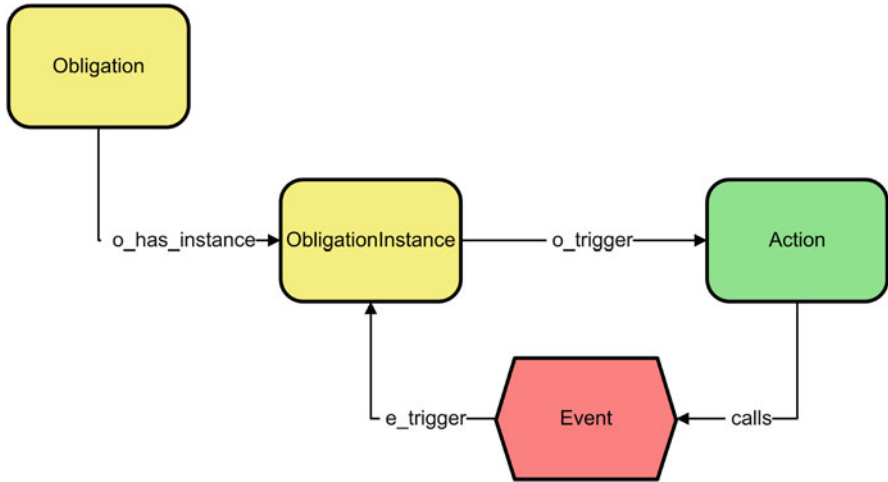 Obligation
o_has_instance
ObligationInstance
o_trigger
Action
e_trigger
Event
calls